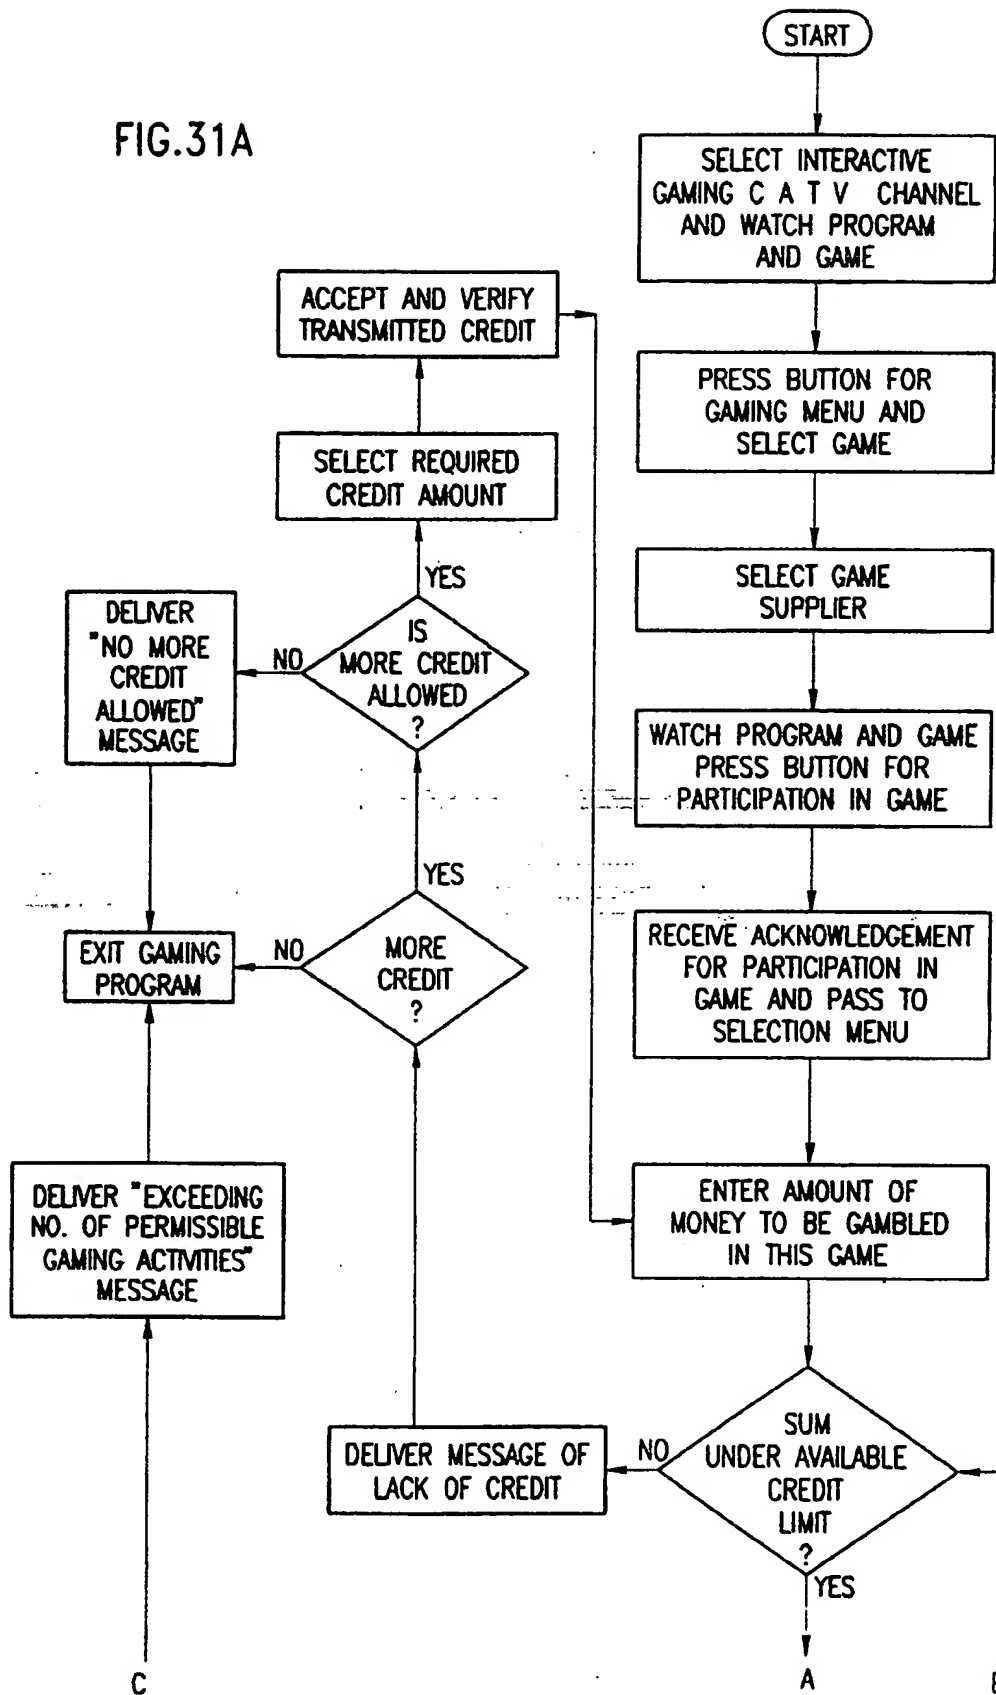 FIG.31A
START
SELECT INTERACTIVE
GAMING C A T V CHANNEL
AND WATCH PROGRAM
AND GAME
PRESS BUTTON FOR
GAMING MENU AND
SELECT GAME
SELECT GAME
SUPPLIER
WATCH PROGRAM AND GAME
PRESS BUTTON FOR
PARTICIPATION IN GAME
RECEIVE ACKNOWLEDGEMENT
FOR PARTICIPATION IN
GAME AND PASS TO
SELECTION MENU
ENTER AMOUNT OF
MONEY TO BE GAMBLED
IN THIS GAME
SUM
UNDER AVAILABLE
CREDIT
LIMIT
?
NO
YES
A
DELIVER MESSAGE OF
LACK OF CREDIT
MORE
CREDIT
?
NO
YES
IS
MORE CREDIT
ALLOWED
?
NO
YES
SELECT REQUIRED
CREDIT AMOUNT
ACCEPT AND VERIFY
TRANSMITTED CREDIT
DELIVER
"NO MORE
CREDIT
ALLOWED"
MESSAGE
EXIT GAMING
PROGRAM
DELIVER "EXCEEDING
NO. OF PERMISSIBLE
GAMING ACTIVITIES"
MESSAGE
C